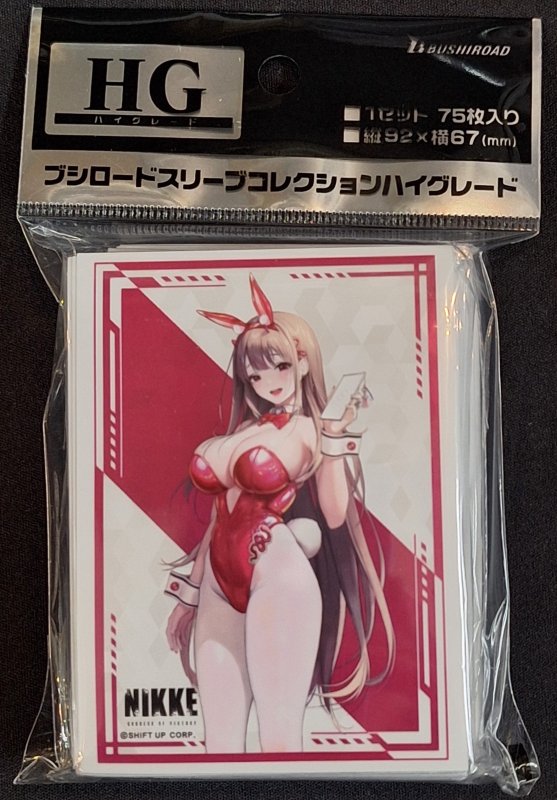 HG
ハイグレード
BUSHIROAD
■1セット 75枚入り
■縦92×横67(mm)
ブシロードスリーブコレクションハイグレード
NIKKE
GODDESS OF VICTORY
©SHIFT UP CORP.